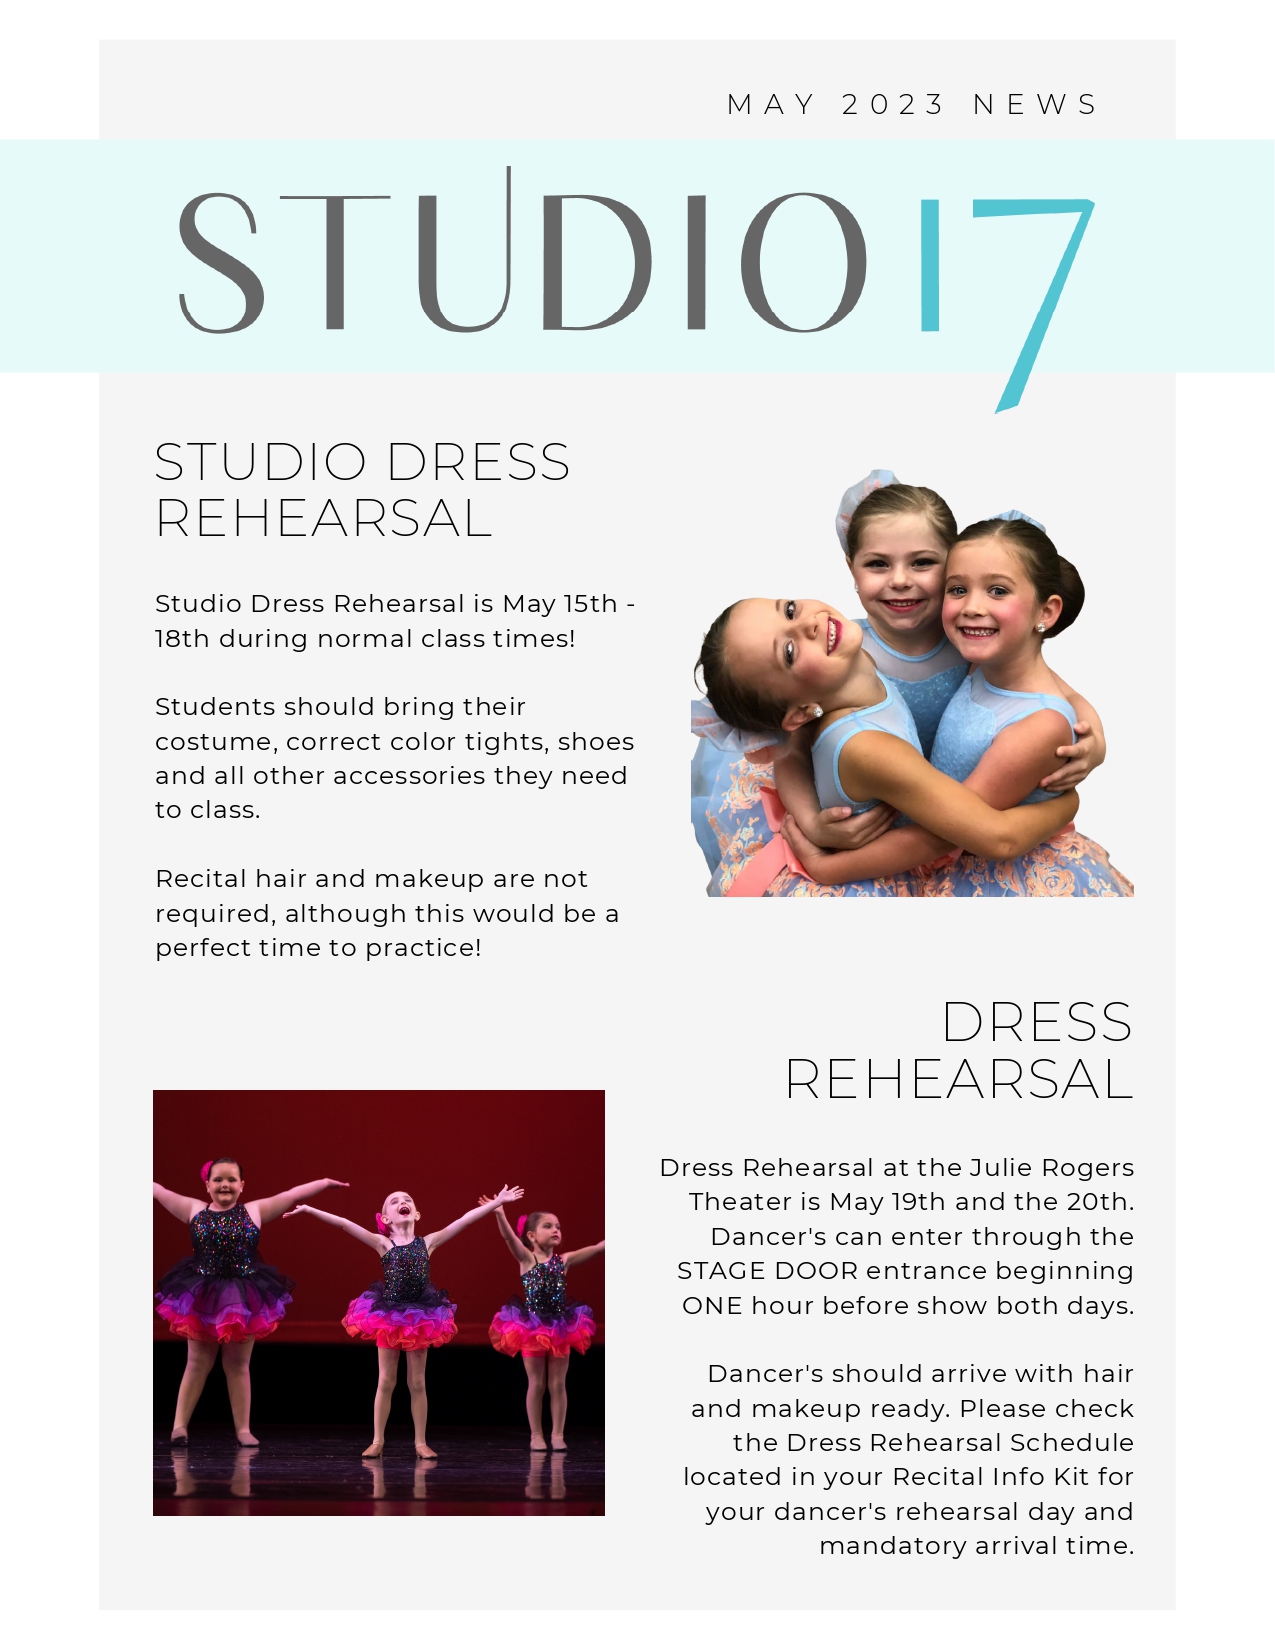 MAY 2023 NEWS
STUDIO 17
STUDIO DRESS
REHEARSAL
Studio Dress Rehearsal is May 15th -
18th during normal class times!
Students should bring their
costume, correct color tights, shoes
and all other accessories they need
to class.
Recital hair and makeup are not
required, although this would be a
perfect time to practice!
DRESS
REHEARSAL
Dress Rehearsal at the Julie Rogers
Theater is May 19th and the 20th.
Dancer's can enter through the
STAGE DOOR entrance beginning
ONE hour before show both days.
Dancer's should arrive with hair
and makeup ready. Please check
the Dress Rehearsal Schedule
located in your Recital Info Kit for
your dancer's rehearsal day and
mandatory arrival time.